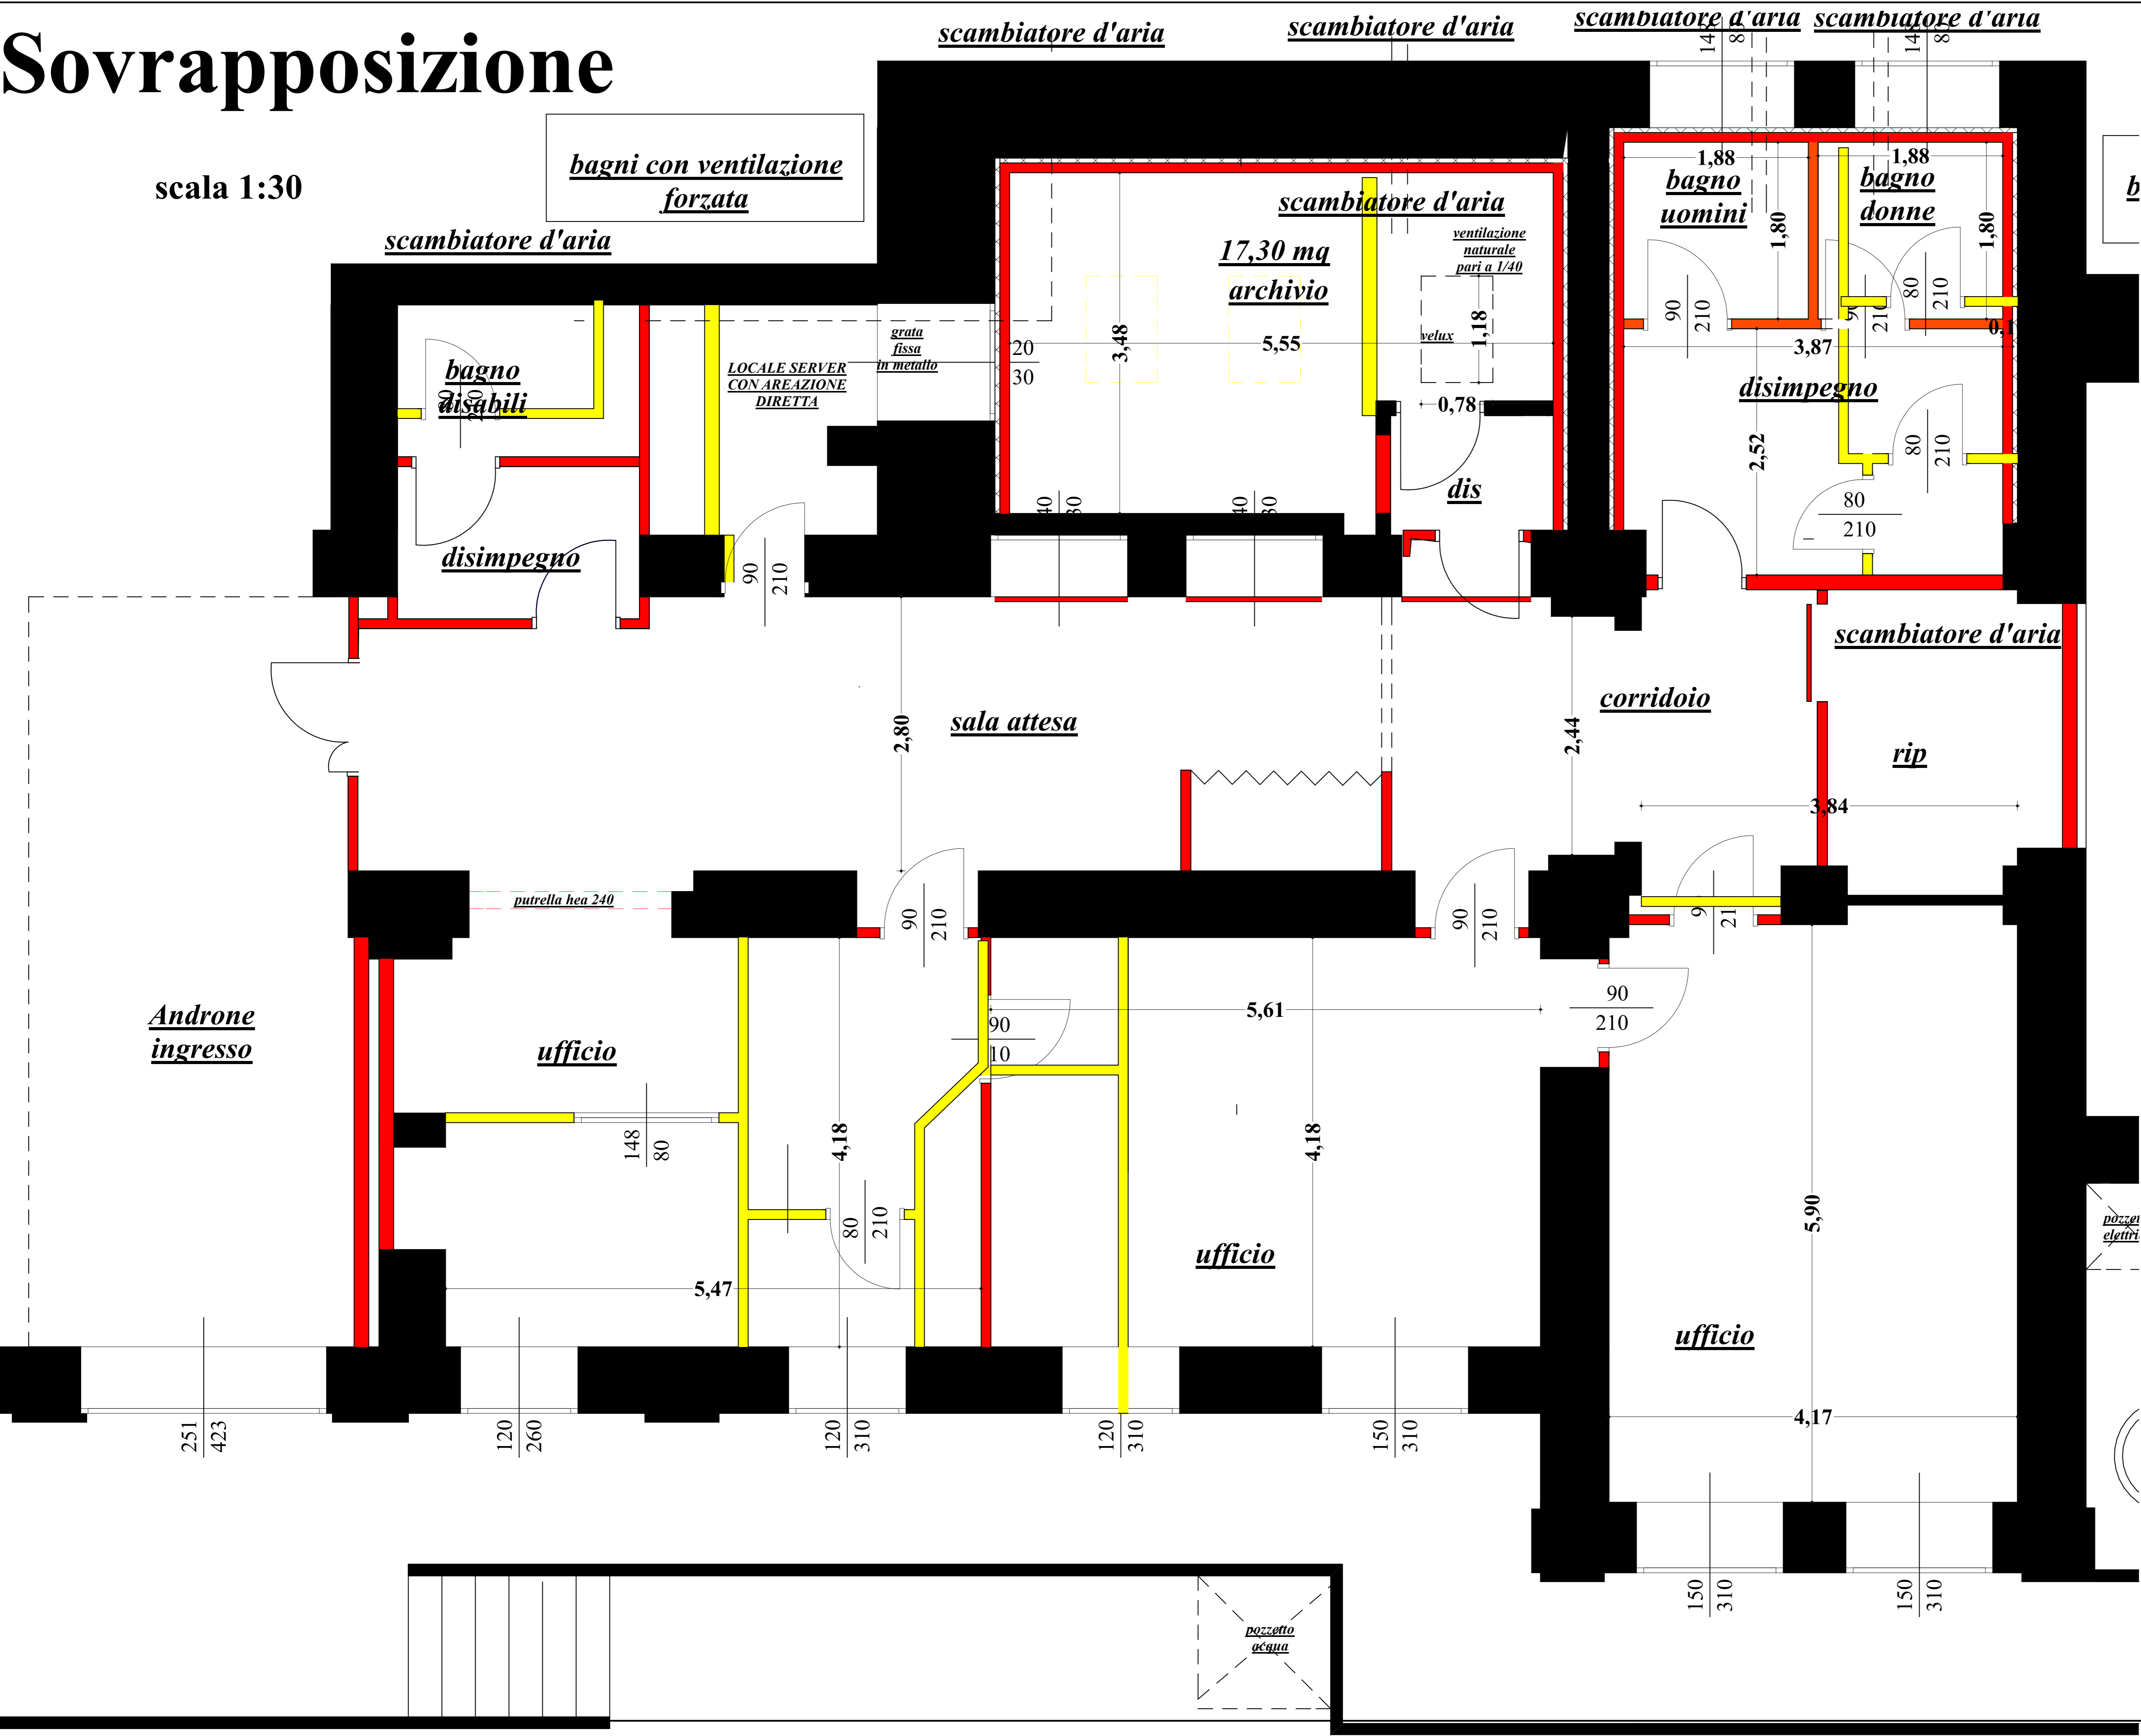 scambiatore d'aria
scambiatore d'aria
scambiatore d'aria
scambiatore d'aria
Sovrapposizione
scala 1:30
bagni con ventilazione
forzata
scambiatore d'aria
1,88
1,88
bagno
uomini
bagno
donne
1,80
1,80
scambiatore d'aria
17,30 mq
archivio
ventilazione
naturale
pari a 1/40
velux
1,18
0,78
5,55
3,48
20
30
grata
fissa
in metallo
LOCALE SERVER
CON AREAZIONE
DIRETTA
bagno
disabili
90
210
80
210
3,87
disimpegno
2,52
80
210
80
210
dis
disimpegno
90
210
scambiatore d'aria
corridoio
rip
sala attesa
2,80
2,44
3,84
putrella hea 240
90
210
90
210
90
210
Androne
ingresso
ufficio
5,61
90
148
80
4,18
4,18
80
210
5,90
pozzet
elettri
ufficio
5,47
ufficio
4,17
251
423
120
260
120
310
120
310
150
310
150
310
150
310
pozzetto
acqua